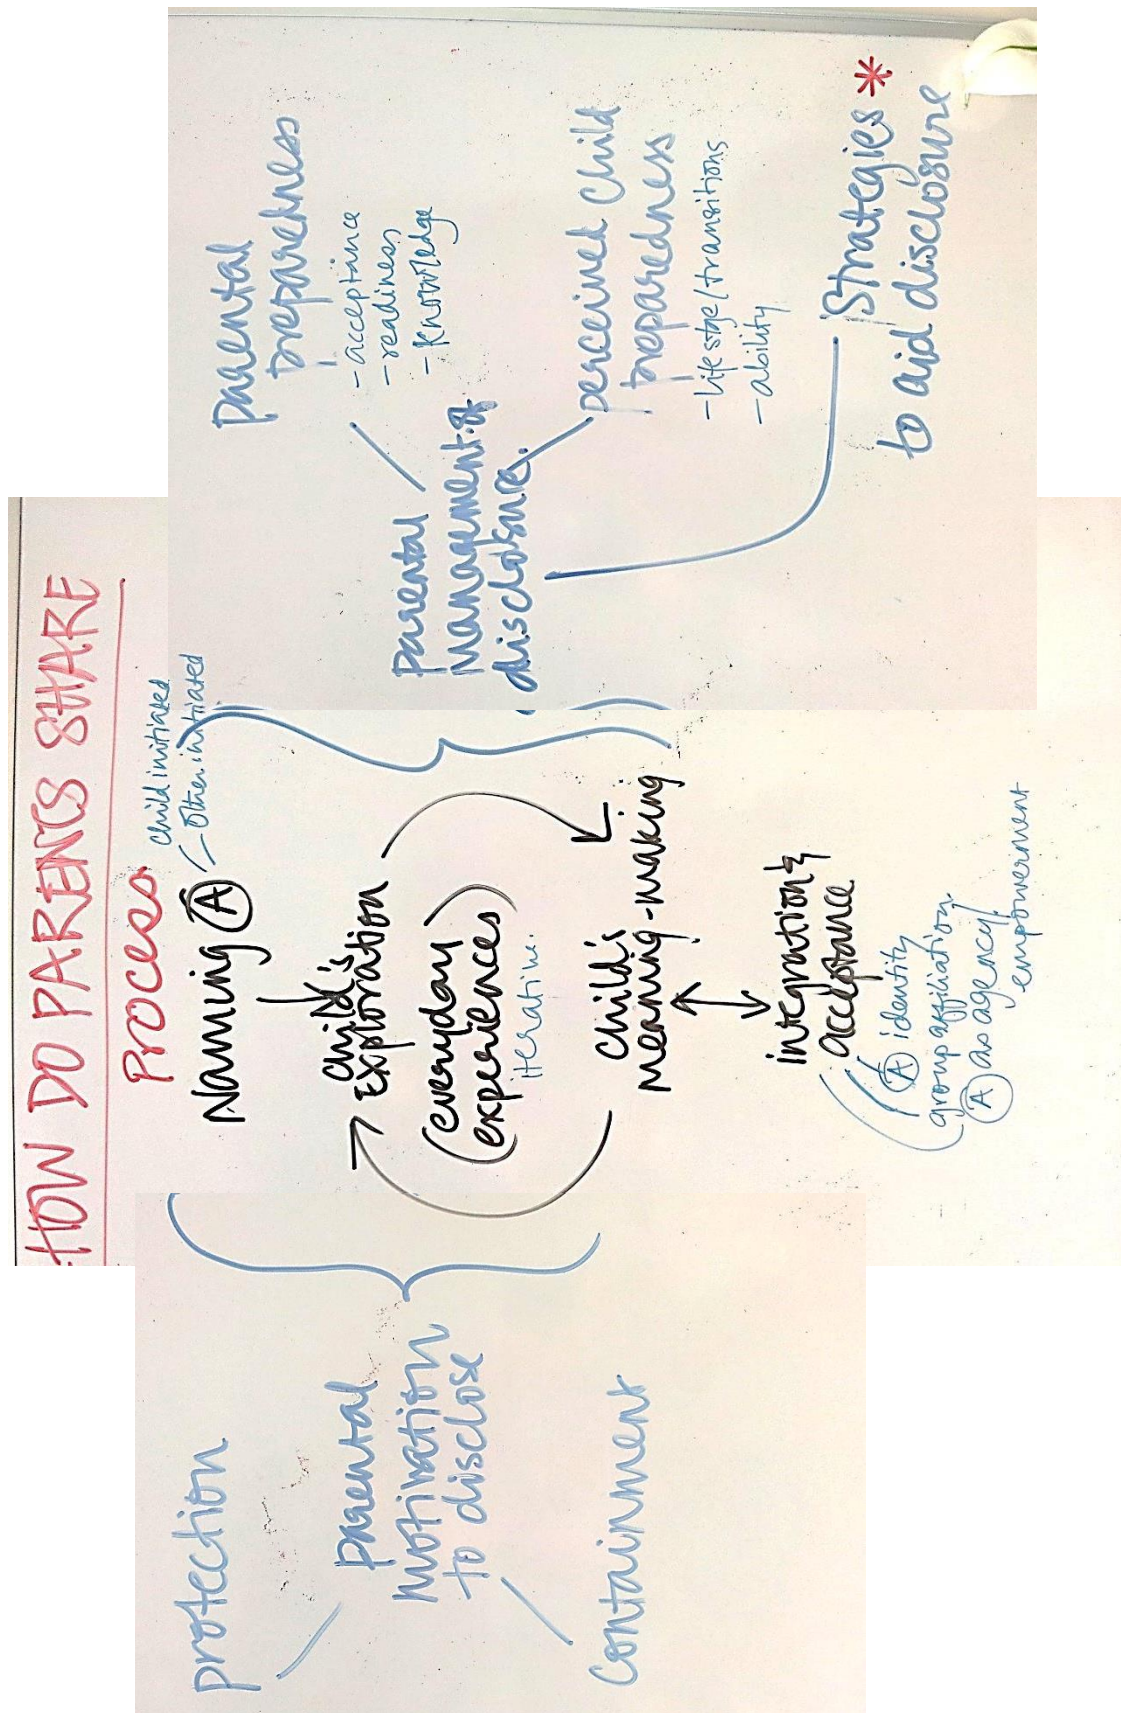 HOW DO PARENTS SHARE
PROCESS
Naming Ⓐ
child initiated
Other initiated
child's
exploration
(everyday
experiences)
iterative.
child's
meaning-making
integration &
acceptance
Ⓐ identity
group affiliation
Ⓐ as agency/
empowerment
protection
parental
motivation
to disclose
containment
parental
management of
disclosure.
parental
preparedness
- acceptance
- readiness
- Knowledge
perceived child
preparedness
- life stage/transitions
- ability
Strategies *
to aid disclosure